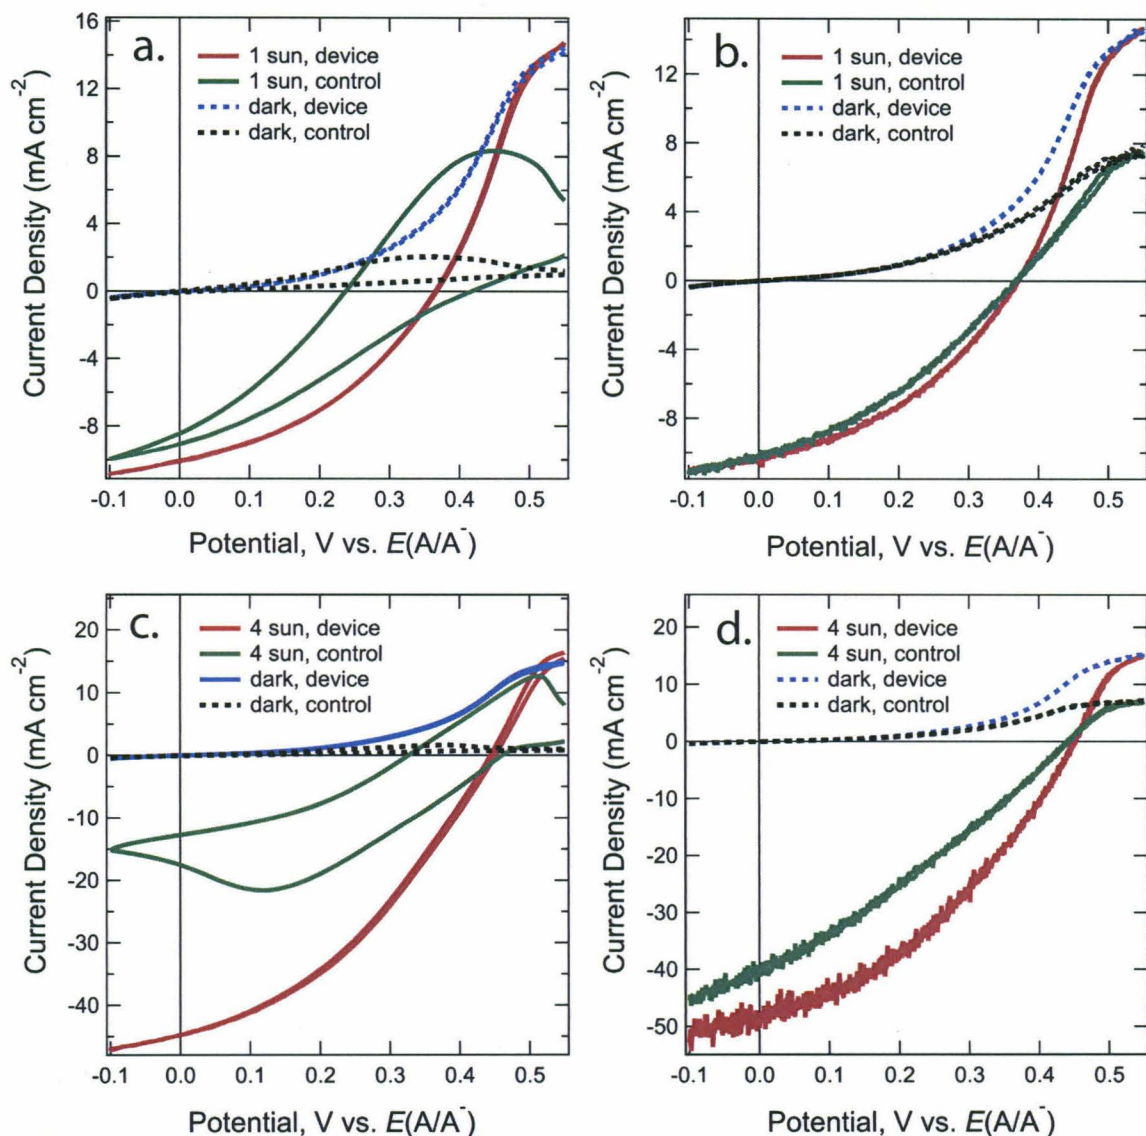 a.
1 sun, device
1 sun, control
dark, device
dark, control
Current Density (mA cm⁻²)
16
12
8
4
0
-4
-8
-0.1 0.0 0.1 0.2 0.3 0.4 0.5
Potential, V vs. E(A/A⁻)
b.
1 sun, device
1 sun, control
dark, device
dark, control
Current Density (mA cm⁻²)
12
8
4
0
-4
-8
-0.1 0.0 0.1 0.2 0.3 0.4 0.5
Potential, V vs. E(A/A⁻)
c.
4 sun, device
4 sun, control
dark, device
dark, control
Current Density (mA cm⁻²)
20
10
0
-10
-20
-30
-40
-0.1 0.0 0.1 0.2 0.3 0.4 0.5
Potential, V vs. E(A/A⁻)
d.
4 sun, device
4 sun, control
dark, device
dark, control
Current Density (mA cm⁻²)
20
10
0
-10
-20
-30
-40
-50
-0.1 0.0 0.1 0.2 0.3 0.4 0.5
Potential, V vs. E(A/A⁻)